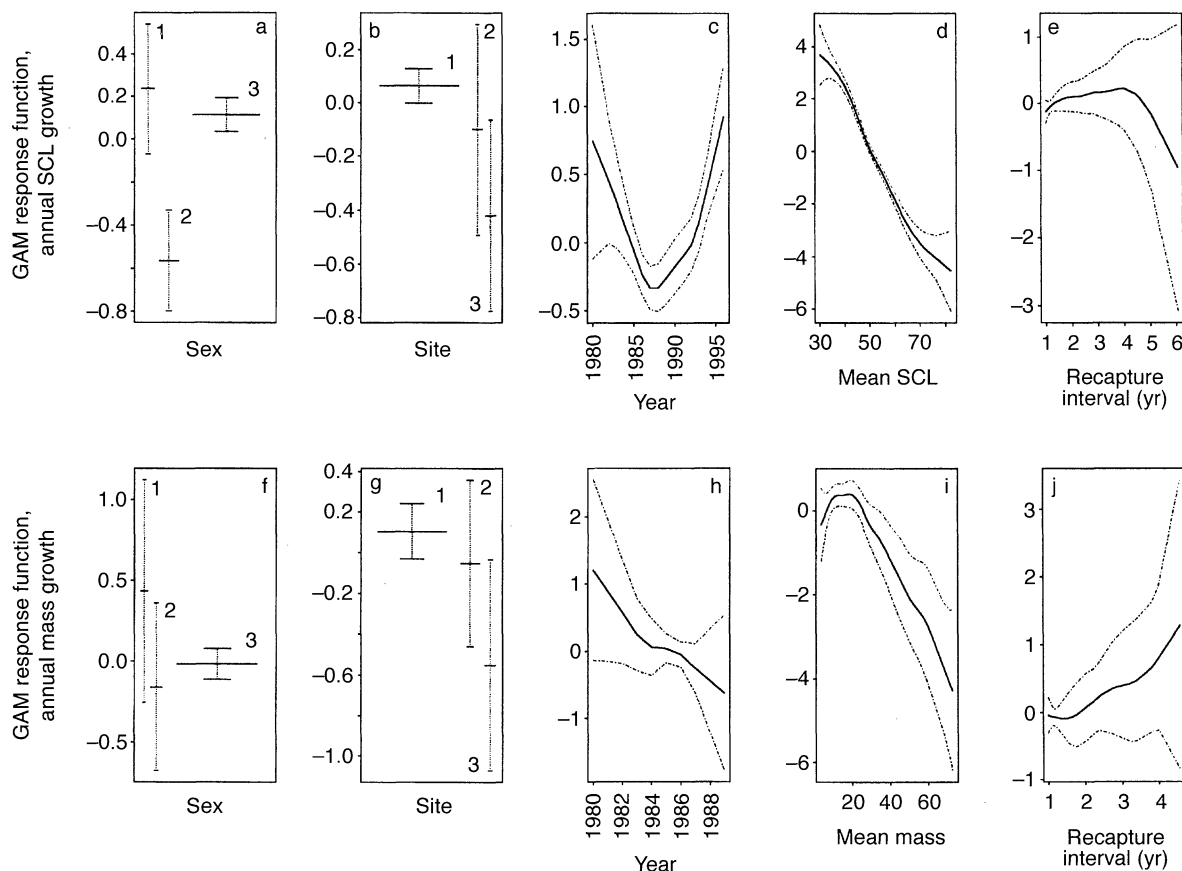 GAM response function,
annual SCL growth
a
0.4
0.2
0.0
−0.4
−0.8
1
2
3
Sex
b
0.2
0.0
−0.2
−0.4
−0.6
−0.8
1
2
3
Site
c
1.5
1.0
0.5
0.0
−0.5
1980
1985
1990
1995
Year
d
4
2
0
−2
−4
−6
30
50
70
Mean SCL
e
1
0
−1
−2
−3
1 2 3 4 5 6
Recapture
interval (yr)
GAM response function,
annual mass growth
f
1.0
0.5
0.0
−0.5
1
2
3
Sex
g
0.4
0.2
−0.2
−0.6
−1.0
1
2
3
Site
h
2
1
0
−1
1980
1982
1984
1986
1988
Year
i
0
−2
−4
−6
20
40
60
Mean mass
j
3
2
1
0
−1
1 2 3 4
Recapture
interval (yr)